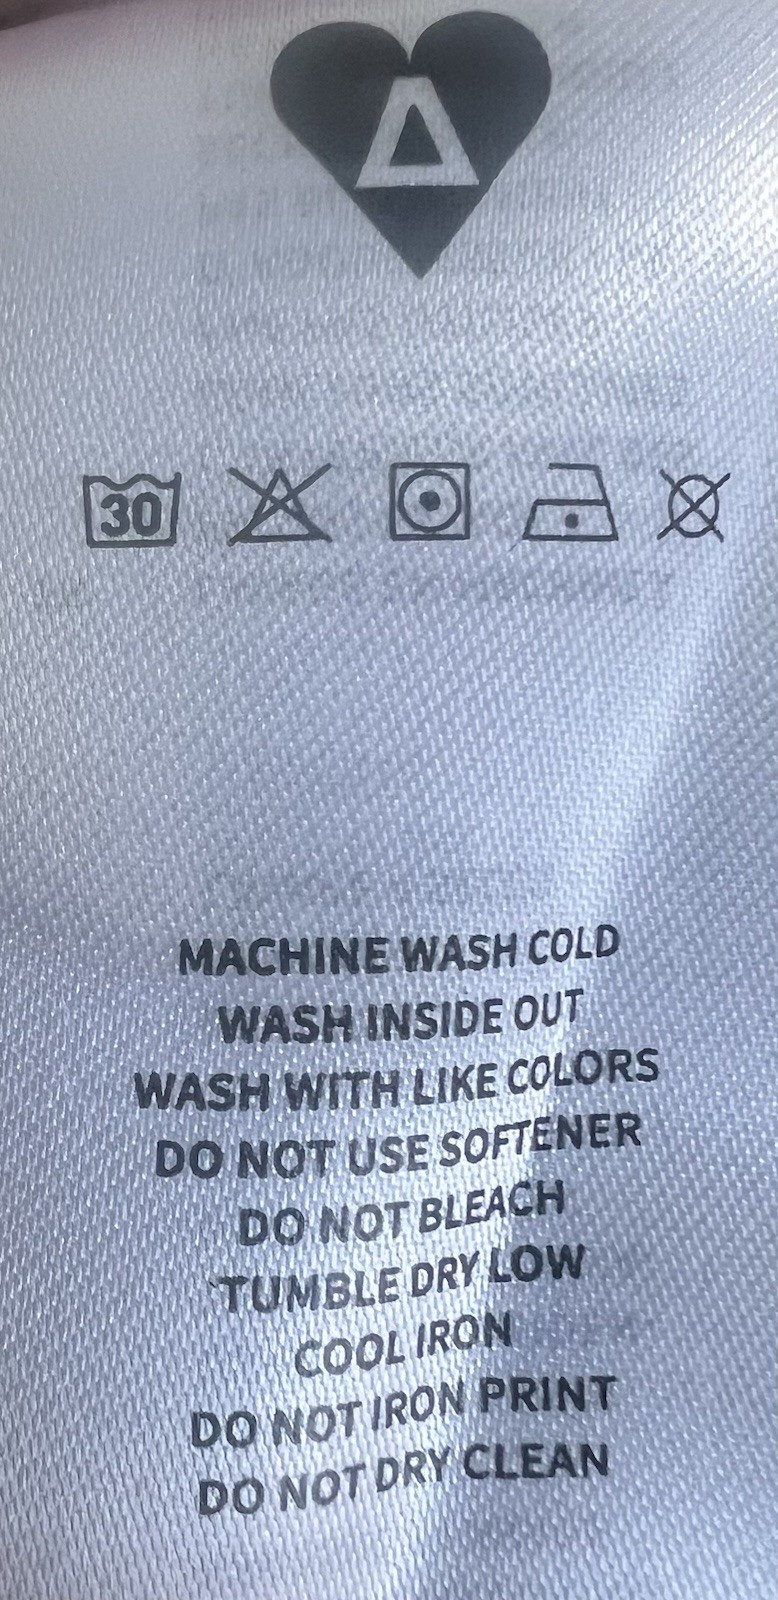 30
MACHINE WASH COLD
WASH INSIDE OUT
WASH WITH LIKE COLORS
DO NOT USE SOFTENER
DO NOT BLEACH
TUMBLE DRY LOW
COOL IRON
DO NOT IRON PRINT
DO NOT DRY CLEAN